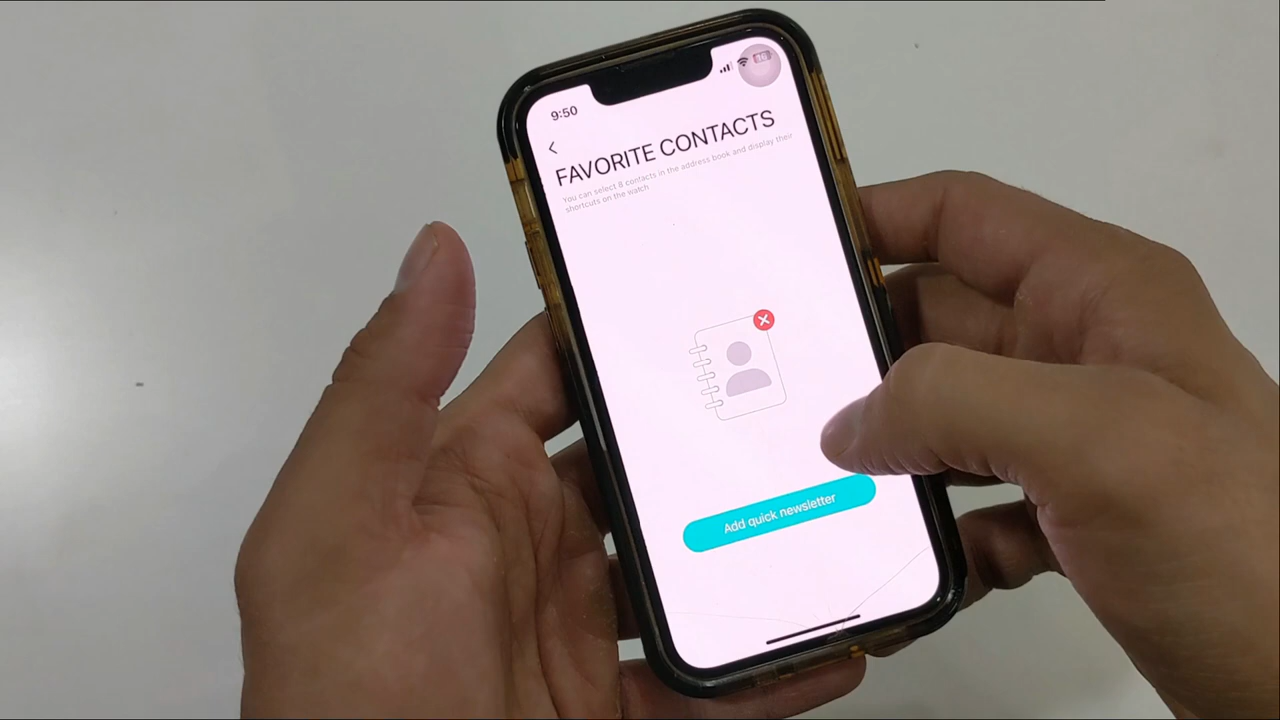 9:50
16
FAVORITE CONTACTS
You can select 8 contacts in the address book and display their
shortcuts on the watch
Add quick newsletter